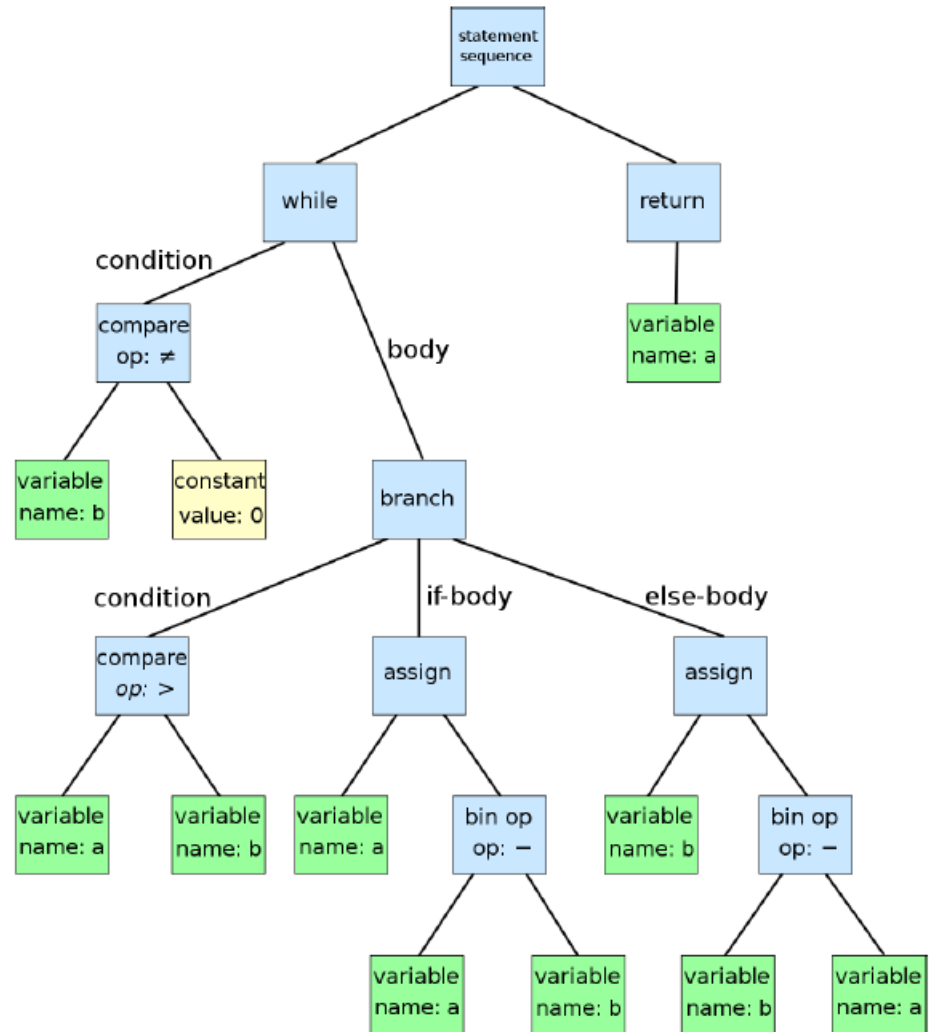 statement
sequence
while
return
condition
body
compare
op: ≠
variable
name: a
variable
name: b
constant
value: 0
branch
condition
if-body
else-body
compare
op: >
assign
assign
variable
name: a
variable
name: b
variable
name: a
bin op
op: −
variable
name: b
bin op
op: −
variable
name: a
variable
name: b
variable
name: b
variable
name: a